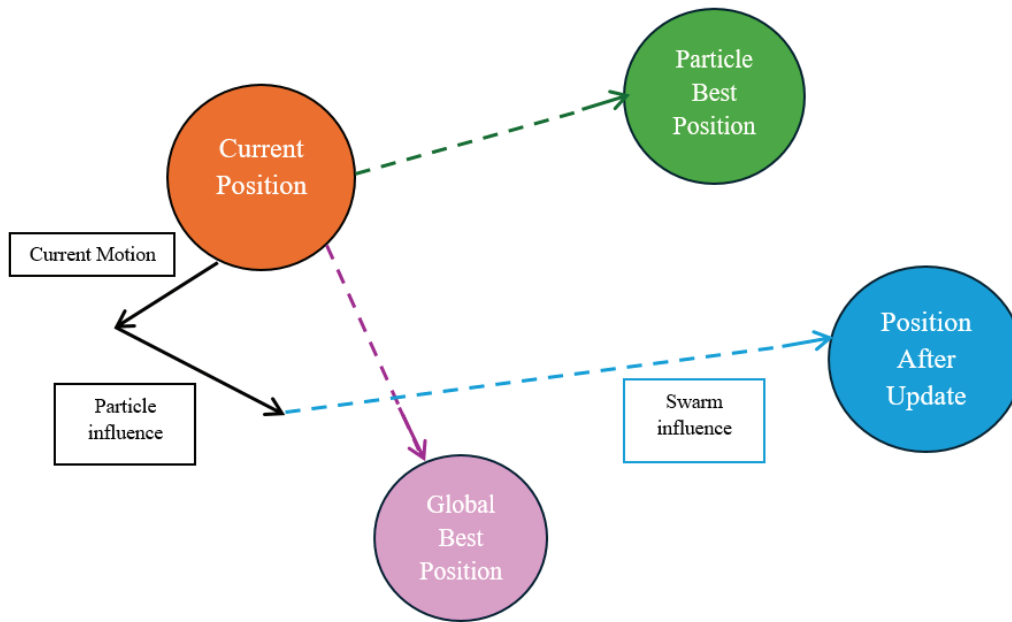 Particle
Best
Position
Current
Position
Current Motion
Position
After
Update
Particle
influence
Swarm
influence
Global
Best
Position